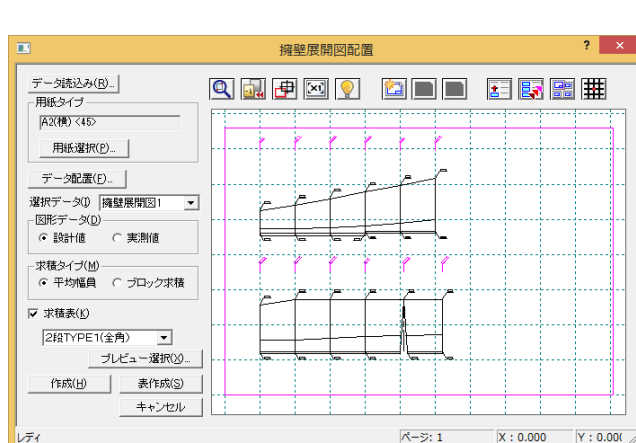 擁壁展開図配置
? ×
データ読込み(R)...
用紙タイプ
A2(横) <45>
用紙選択(P)...
データ配置(F)...
選択データ(I) 擁壁展開図1
図形データ(D)
設計値 実測値
求積タイプ(M)
平均幅員 ブロック求積
求積表(K)
2段TYPE1(全角)
プレビュー選択(X)...
作成(H) 表作成(S)
キャンセル
レディ ページ: 1 X : 0.000 Y : 0.00